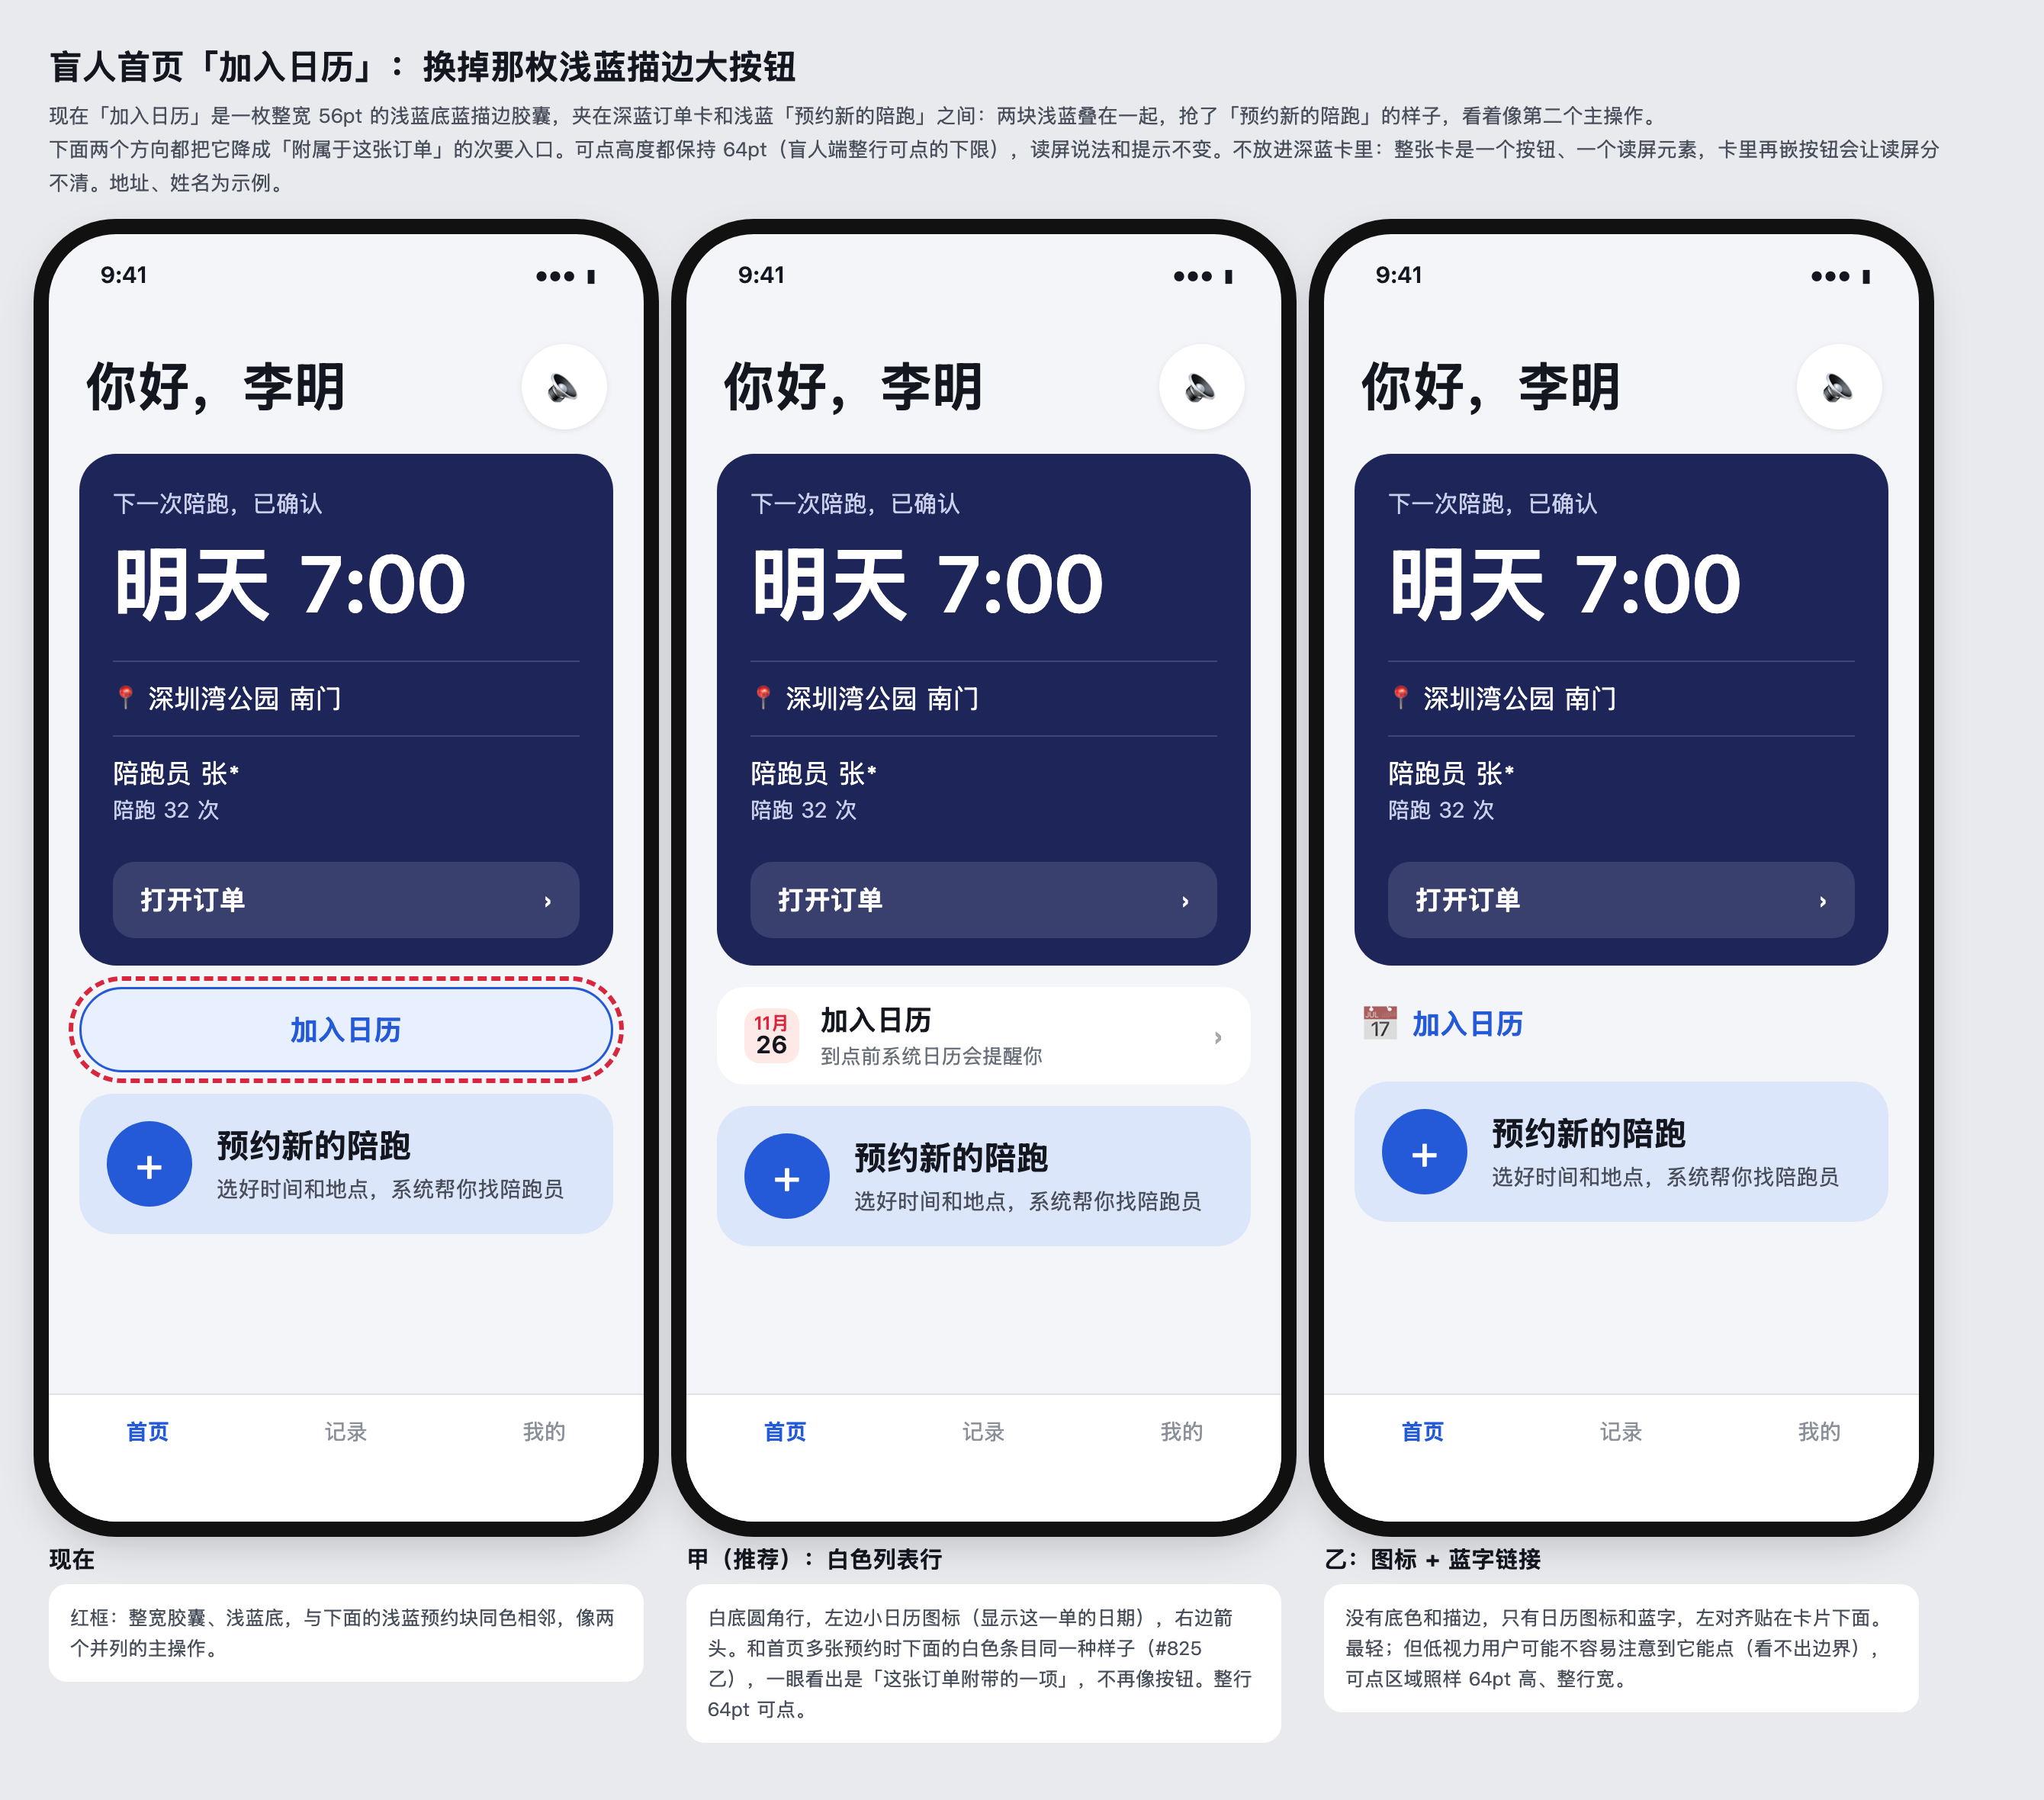 盲人首页「加入日历」：换掉那枚浅蓝描边大按钮
现在「加入日历」是一枚整宽 56pt 的浅蓝底蓝描边胶囊，夹在深蓝订单卡和浅蓝「预约新的陪跑」之间：两块浅蓝叠在一起，抢了「预约新的陪跑」的样子，看着像第二个主操作。
下面两个方向都把它降成「附属于这张订单」的次要入口。可点高度都保持 64pt（盲人端整行可点的下限），读屏说法和提示不变。不放进深蓝卡里：整张卡是一个按钮、一个读屏元素，卡里再嵌按钮会让读屏分
不清。地址、姓名为示例。
9:41
你好，李明
下一次陪跑，已确认
明天 7:00
深圳湾公园 南门
陪跑员 张*
陪跑 32 次
打开订单 ›
加入日历
+
预约新的陪跑
选好时间和地点，系统帮你找陪跑员
首页 记录 我的
现在
红框：整宽胶囊、浅蓝底，与下面的浅蓝预约块同色相邻，像两
个并列的主操作。
9:41
你好，李明
下一次陪跑，已确认
明天 7:00
深圳湾公园 南门
陪跑员 张*
陪跑 32 次
打开订单 ›
11月
26
加入日历
到点前系统日历会提醒你
›
+
预约新的陪跑
选好时间和地点，系统帮你找陪跑员
首页 记录 我的
甲（推荐）：白色列表行
白底圆角行，左边小日历图标（显示这一单的日期），右边箭
头。和首页多张预约时下面的白色条目同一种样子（#825
乙），一眼看出是「这张订单附带的一项」，不再像按钮。整行
64pt 可点。
9:41
你好，李明
下一次陪跑，已确认
明天 7:00
深圳湾公园 南门
陪跑员 张*
陪跑 32 次
打开订单 ›
JUL
17
加入日历
+
预约新的陪跑
选好时间和地点，系统帮你找陪跑员
首页 记录 我的
乙：图标 + 蓝字链接
没有底色和描边，只有日历图标和蓝字，左对齐贴在卡片下面。
最轻；但低视力用户可能不容易注意到它能点（看不出边界），
可点区域照样 64pt 高、整行宽。